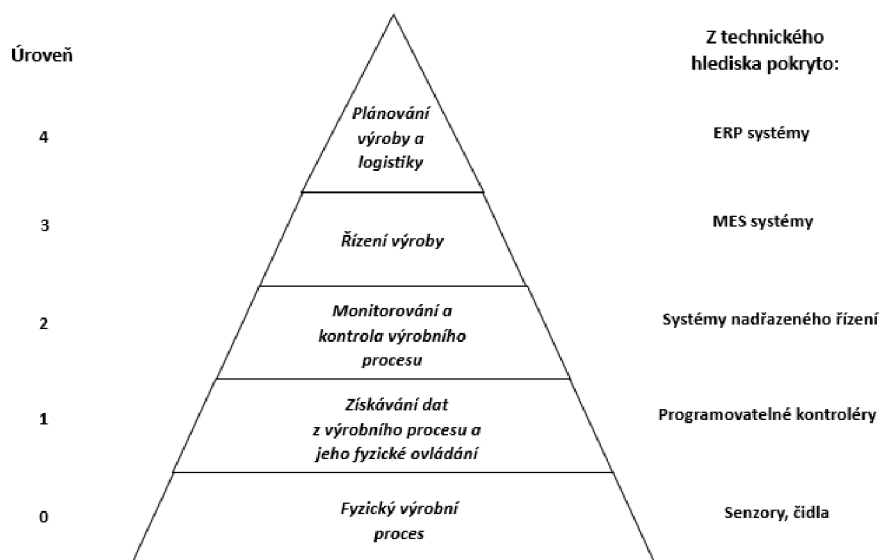 Úroveň
Z technického
hlediska pokryto:
4
Plánování
výroby a
logistiky
ERP systémy
3
Řízení výroby
MES systémy
2
Monitorování a
kontrola výrobního
procesu
Systémy nadřazeného řízení
1
Získávání dat
z výrobního procesu a
jeho fyzické ovládání
Programovatelné kontroléry
0
Fyzický výrobní
proces
Senzory, čidla